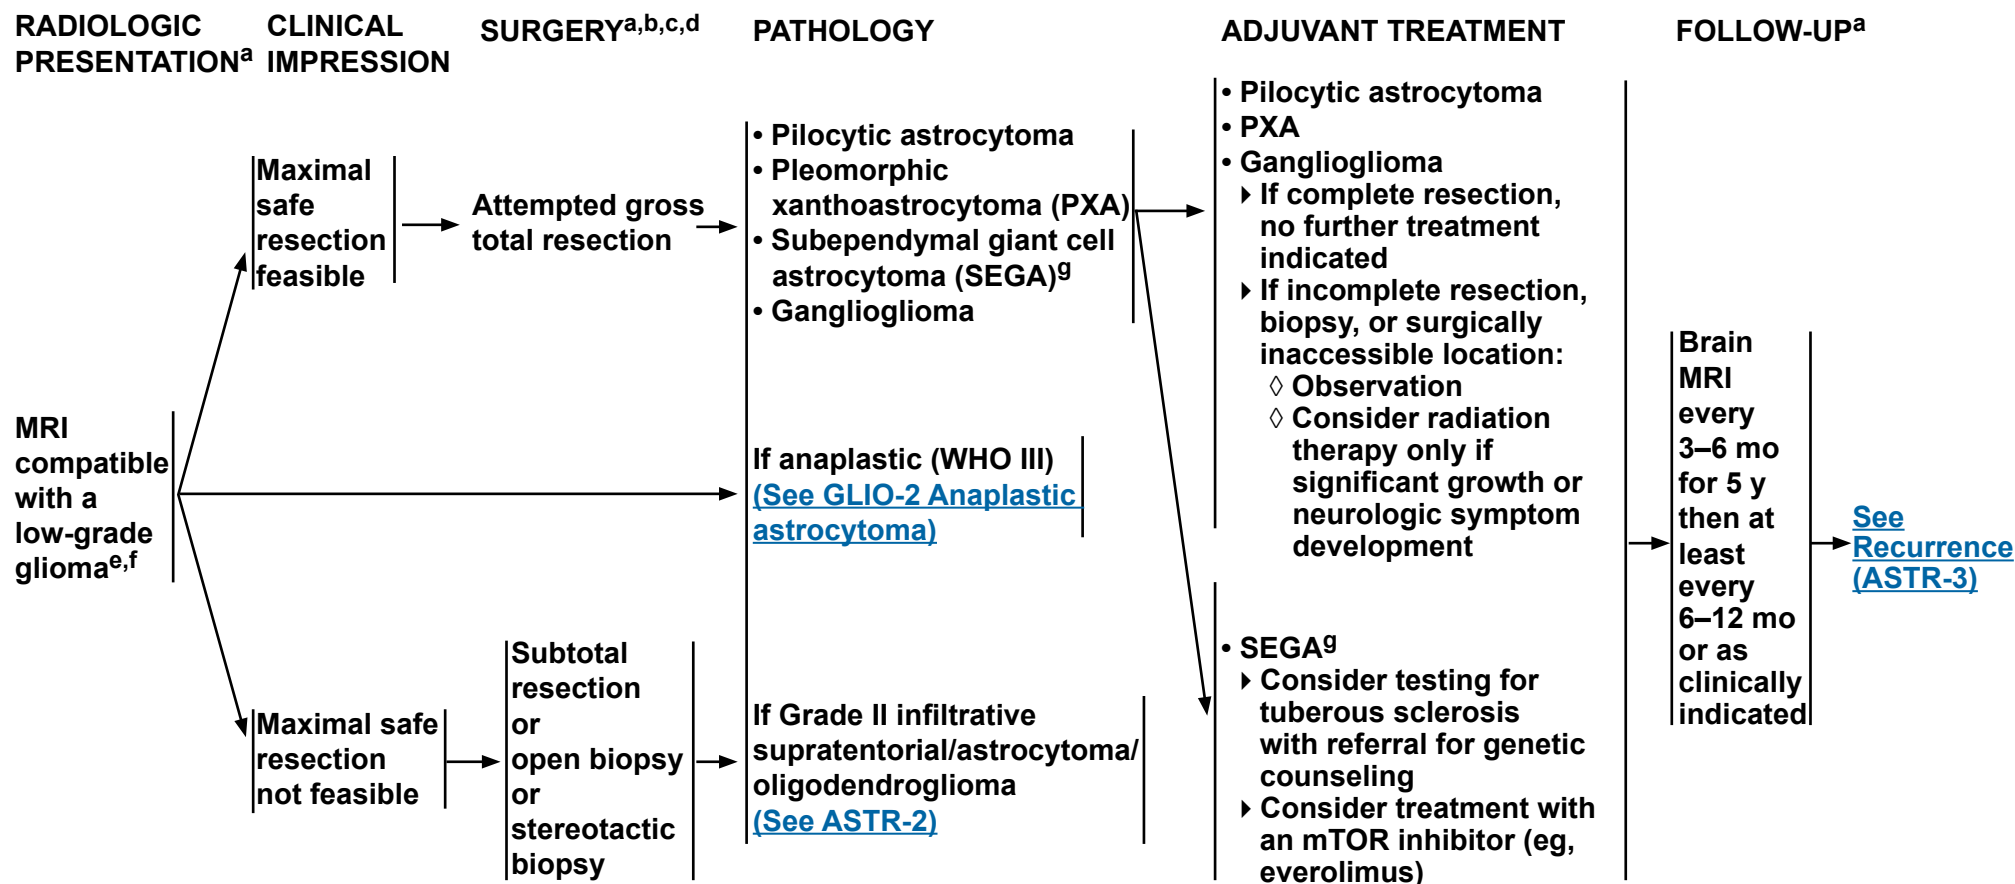 RADIOLOGIC PRESENTATIONa
CLINICAL IMPRESSION
SURGERYa,b,c,d
PATHOLOGY
ADJUVANT TREATMENT
FOLLOW-UPa
MRI
compatible
with a
low-grade
gliomae,f
Maximal
safe
resection
feasible
Attempted gross
total resection
• Pilocytic astrocytoma
• Pleomorphic
xanthoastrocytoma (PXA)
• Subependymal giant cell
astrocytoma (SEGA)g
• Ganglioglioma
If anaplastic (WHO III)
(See GLIO-2 Anaplastic
astrocytoma)
Maximal safe
resection
not feasible
Subtotal
resection
or
open biopsy
or
stereotactic
biopsy
If Grade II infiltrative
supratentorial/astrocytoma/
oligodendroglioma
(See ASTR-2)
• Pilocytic astrocytoma
• PXA
• Ganglioglioma
▸ If complete resection,
no further treatment
indicated
▸ If incomplete resection,
biopsy, or surgically
inaccessible location:
◊ Observation
◊ Consider radiation
therapy only if
significant growth or
neurologic symptom
development
• SEGAg
▸ Consider testing for
tuberous sclerosis
with referral for genetic
counseling
▸ Consider treatment with
an mTOR inhibitor (eg,
everolimus)
Brain
MRI
every
3–6 mo
for 5 y
then at
least
every
6–12 mo
or as
clinically
indicated
See
Recurrence
(ASTR-3)